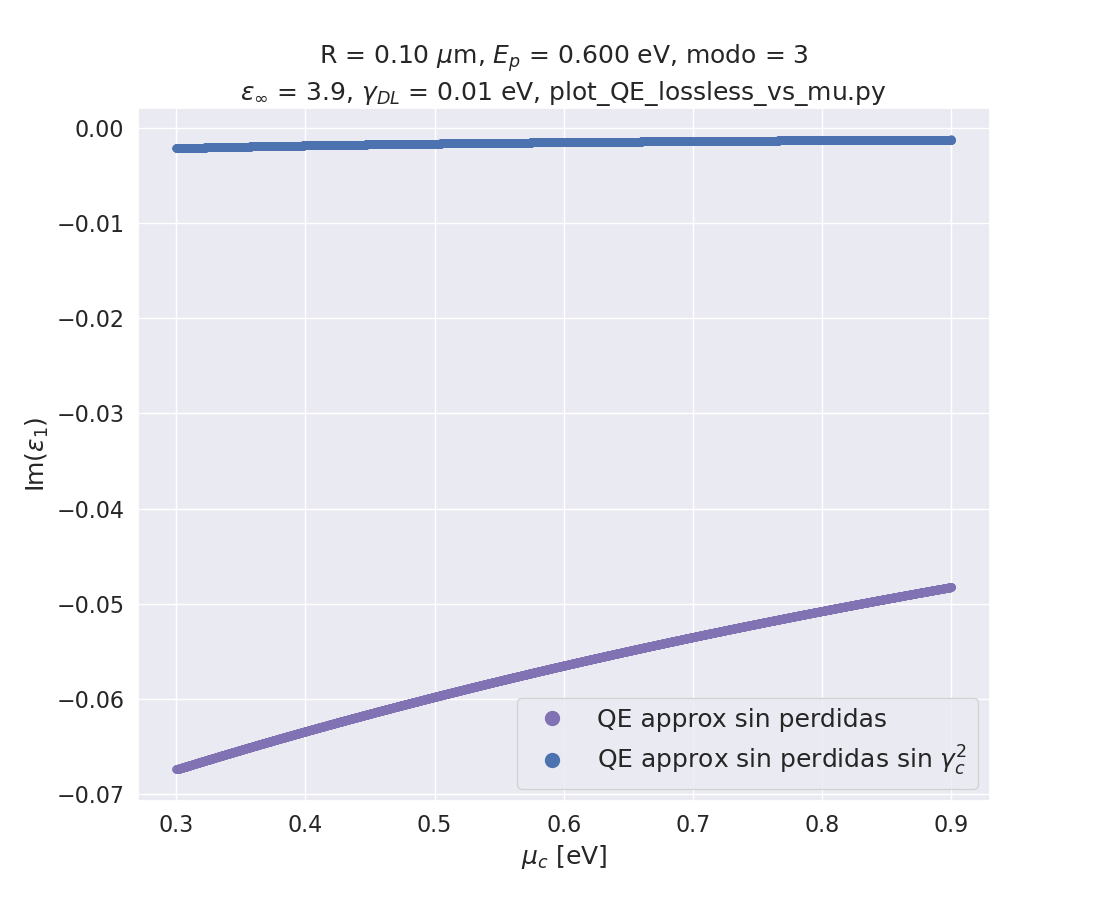 R = 0.10 μm, E_p = 0.600 eV, modo = 3
ε_∞ = 3.9, γ_DL = 0.01 eV, plot_QE_lossless_vs_mu.py
0.00
−0.01
−0.02
−0.03
−0.04
−0.05
−0.06
−0.07
Im(ε₁)
QE approx sin perdidas
QE approx sin perdidas sin γ_c^2
0.3 0.4 0.5 0.6 0.7 0.8 0.9
μ_c [eV]